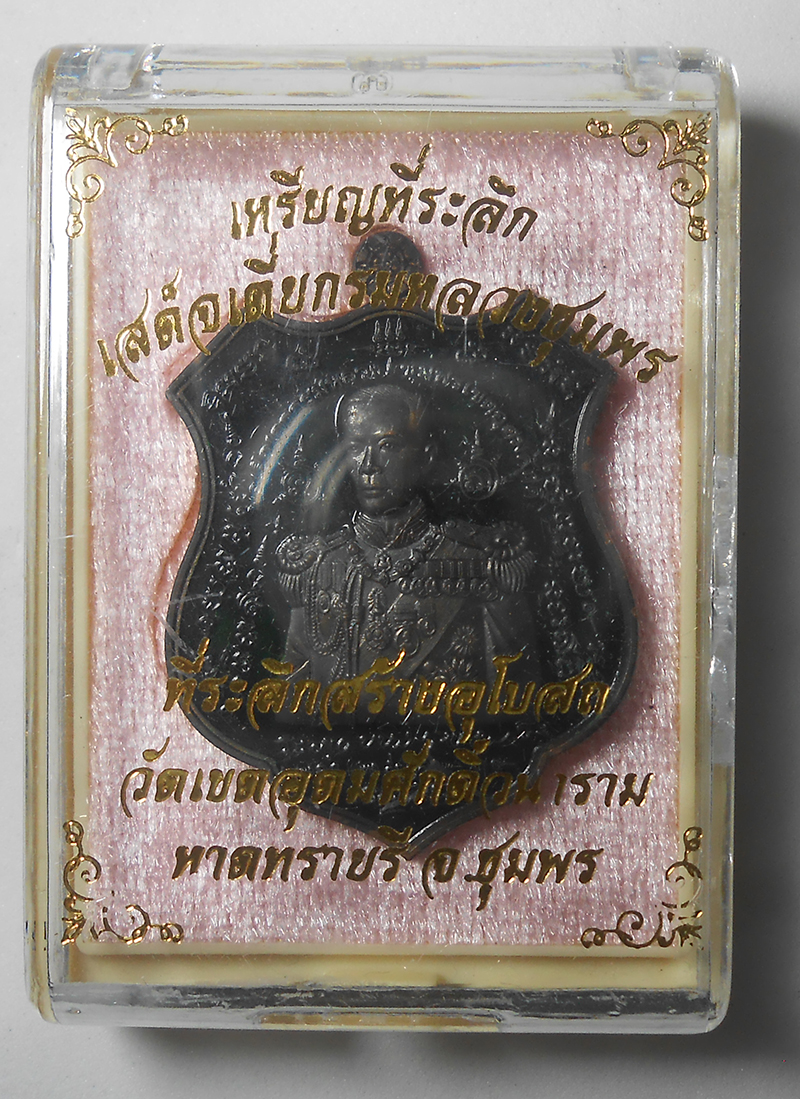 เหรียญที่ระลึก
เสด็จเตี่ยกรมหลวงชุมพร
ที่ระลึกสร้างอุโบสถ
วัดเขตอุดมศักดิ์วนาราม
หาดทรายรี จ.ชุมพร